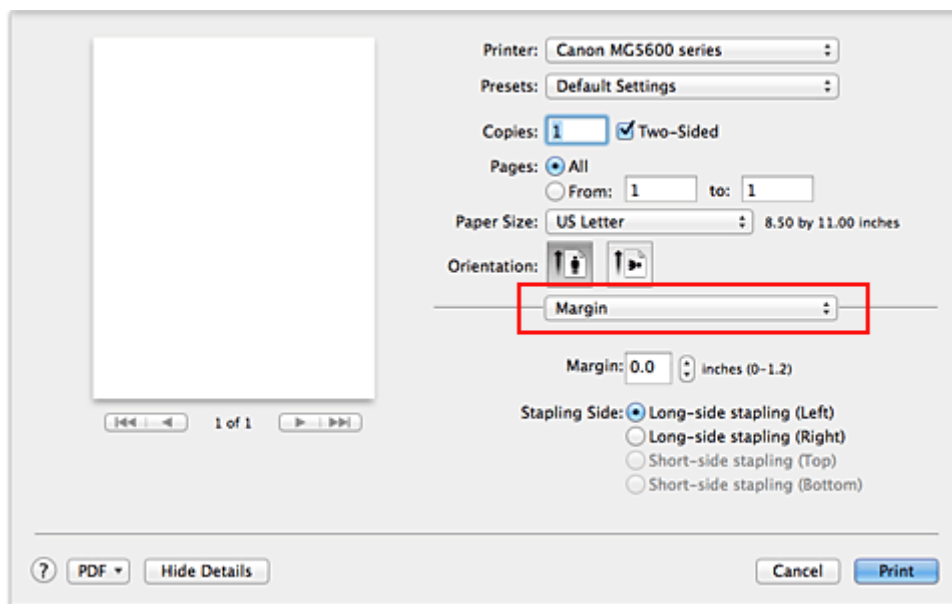 Printer: Canon MG5600 series
Presets: Default Settings
Copies: 1 Two-Sided
Pages: All
From: 1 to: 1
Paper Size: US Letter 8.50 by 11.00 inches
Orientation:
Margin
Margin: 0.0 inches (0-1.2)
1 of 1
Stapling Side: Long-side stapling (Left)
Long-side stapling (Right)
Short-side stapling (Top)
Short-side stapling (Bottom)
? PDF Hide Details Cancel Print